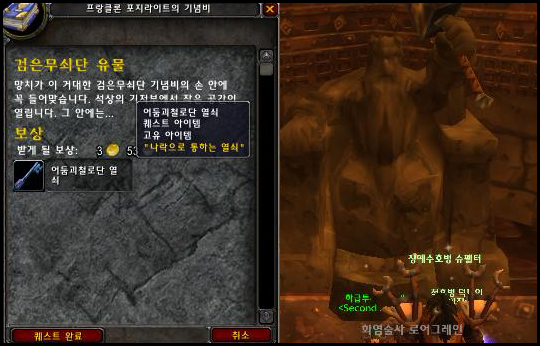 프랑클론 포지라이트의 기념비
검은무쇠단 유물
망치가 이 거대한 검은무쇠단 기념비의 손 안에
꼭 들어맞습니다. 석상의 기저부에서 작은 공간이
열립니다. 그 안에는...
보상
받게 될 보상: 3 53
어둠괴철로단 열쇠
퀘스트 아이템
고유 아이템
"나락으로 통하는 열쇠"
어둠괴철로단 열
쇠
퀘스트 완료
취소
정예수호병 슈펠터
하급투
<Second
화염술사 로어그레인